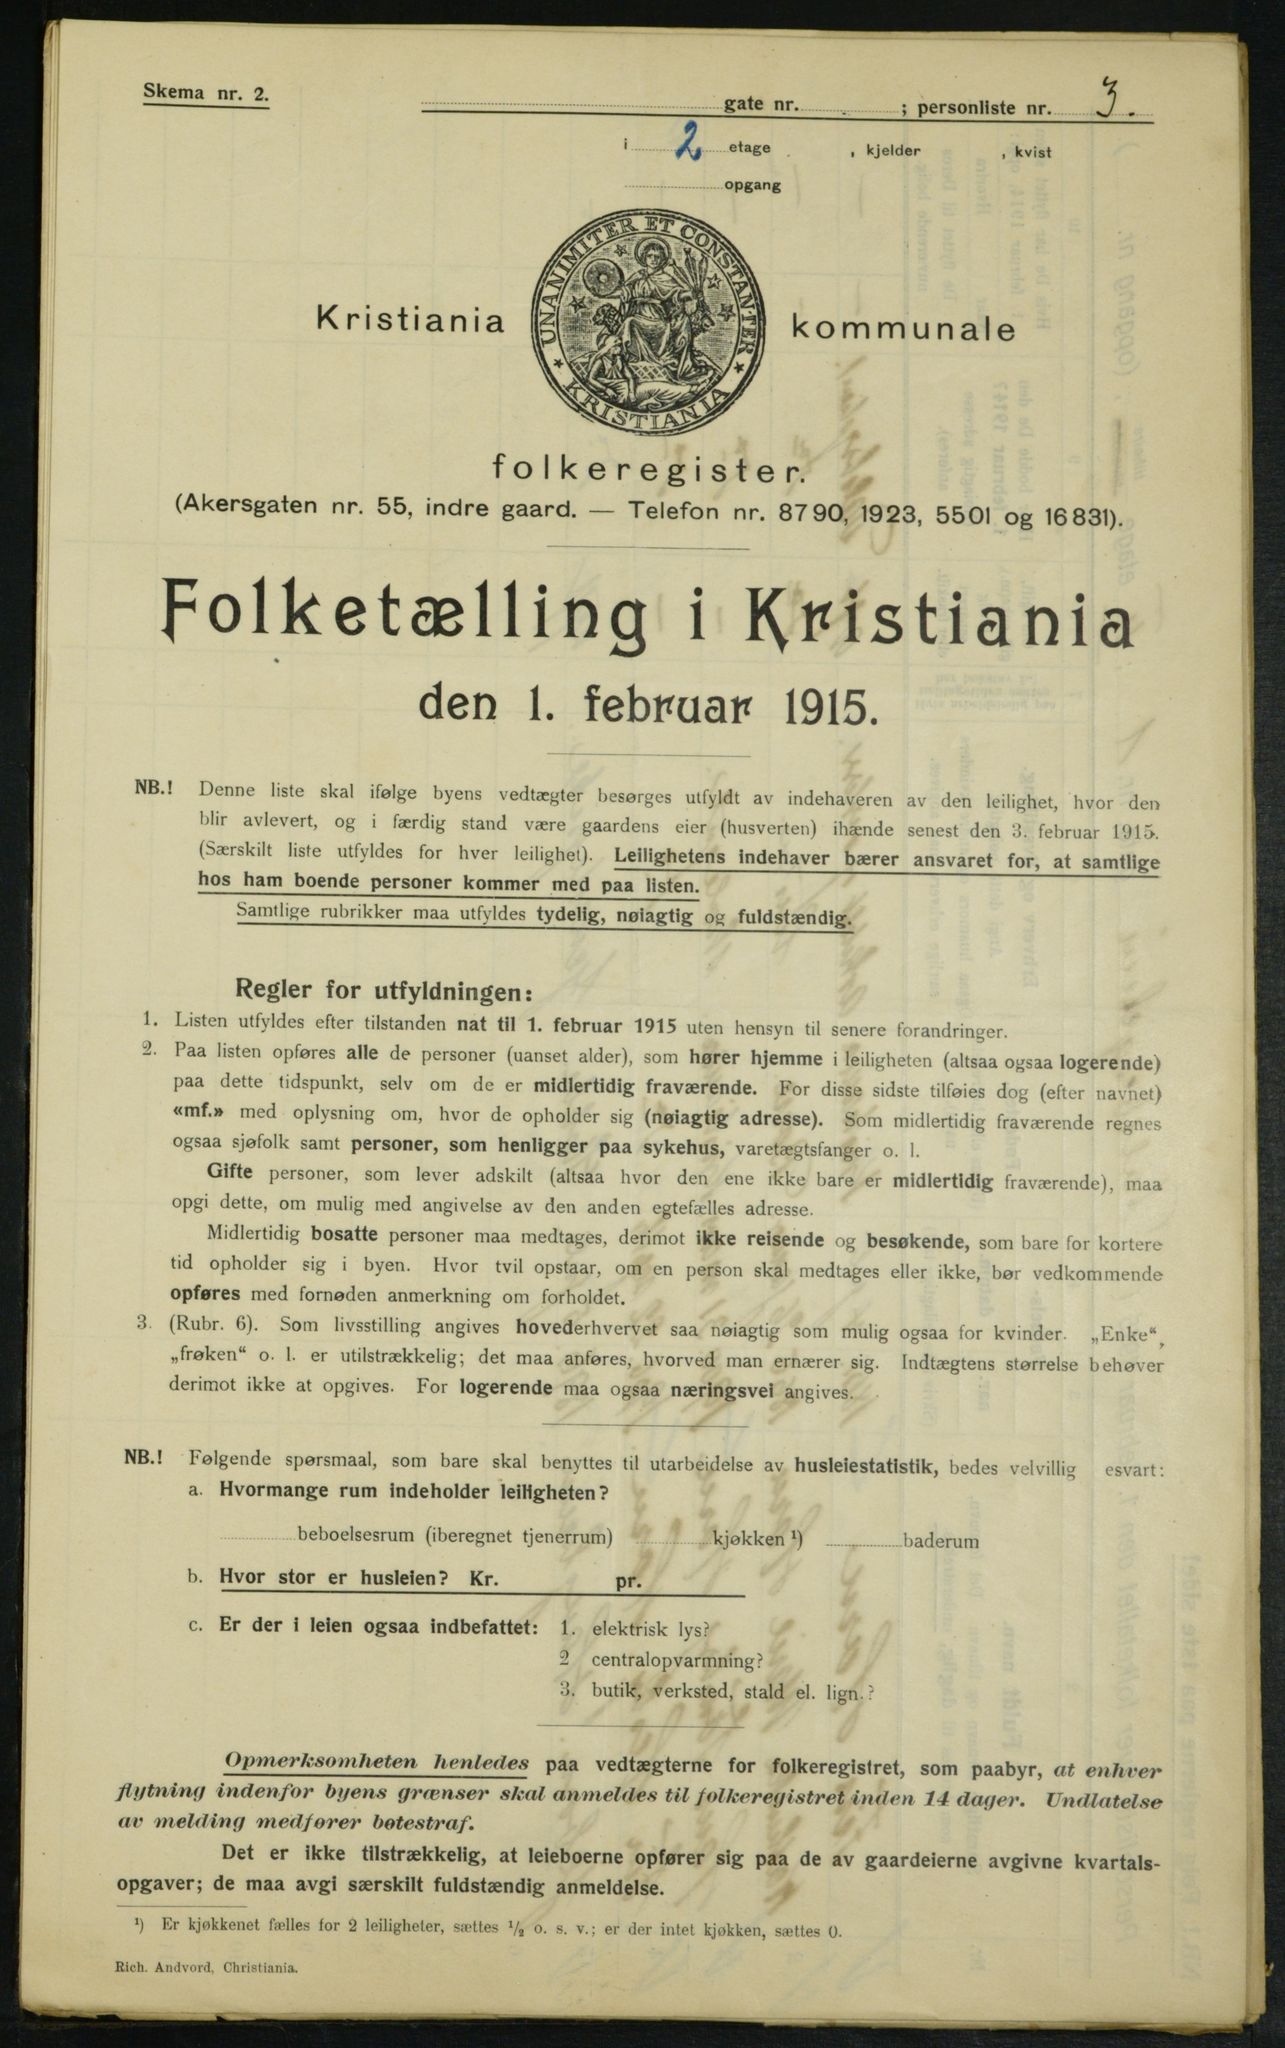 Skema nr. 2.
gate nr. ; personliste nr. 3.
i 2 etage , kjelder , kvist
opgang
UNANIMITER ET CONSTANTER
KRISTIANIA
Kristiania kommunale
folkeregister.
(Akersgaten nr. 55, indre gaard. — Telefon nr. 8790, 1923, 5501 og 16831).
Folketælling i Kristiania
den 1. februar 1915.
NB.! Denne liste skal ifølge byens vedtægter besørges utfyldt av indehaveren av den leilighet, hvor den
blir avlevert, og i færdig stand være gaardens eier (husverten) ihænde senest den 3. februar 1915.
(Særskilt liste utfyldes for hver leilighet). Leilighetens indehaver bærer ansvaret for, at samtlige
hos ham boende personer kommer med paa listen.
Samtlige rubrikker maa utfyldes tydelig, nøiagtig og fuldstændig.
Regler for utfyldningen:
1. Listen utfyldes efter tilstanden nat til 1. februar 1915 uten hensyn til senere forandringer.
2. Paa listen opføres alle de personer (uanset alder), som hører hjemme i leiligheten (altsaa ogsaa logerende)
paa dette tidspunkt, selv om de er midlertidig fraværende. For disse sidste tilføies dog (efter navnet)
«mf.» med oplysning om, hvor de opholder sig (nøiagtig adresse). Som midlertidig fraværende regnes
ogsaa sjøfolk samt personer, som henligger paa sykehus, varetægtsfanger o. l.
Gifte personer, som lever adskilt (altsaa hvor den ene ikke bare er midlertidig fraværende), maa
opgi dette, om mulig med angivelse av den anden egtefælles adresse.
Midlertidig bosatte personer maa medtages, derimot ikke reisende og besøkende, som bare for kortere
tid opholder sig i byen. Hvor tvil opstaar, om en person skal medtages eller ikke, bør vedkommende
opføres med fornøden anmerkning om forholdet.
3. (Rubr. 6). Som livsstilling angives hovederhvervet saa nøiagtig som mulig ogsaa for kvinder. „Enke“,
„frøken“ o. l. er utilstrækkelig; det maa anføres, hvorved man ernærer sig. Indtægtens størrelse behøver
derimot ikke at opgives. For logerende maa ogsaa næringsvei angives.
NB.! Følgende spørsmaal, som bare skal benyttes til utarbeidelse av husleiestatistik, bedes velvillig esvart:
a. Hvormange rum indeholder leiligheten?
beboelsesrum (iberegnet tjenerrum) kjøkken ¹) baderum
b. Hvor stor er husleien? Kr. pr.
c. Er der i leien ogsaa indbefattet: 1. elektrisk lys?
2 centralopvarmning?
3. butik, verksted, stald el. lign.?
Opmerksomheten henledes paa vedtægterne for folkeregistret, som paabyr, at enhver
flytning indenfor byens grænser skal anmeldes til folkeregistret inden 14 dager. Undlatelse
av melding medfører bøtestraf.
Det er ikke tilstrækkelig, at leieboerne opfører sig paa de av gaardeierne avgivne kvartals-
opgaver; de maa avgi særskilt fuldstændig anmeldelse.
¹) Er kjøkkenet fælles for 2 leiligheter, sættes ½ o. s. v.; er der intet kjøkken, sættes 0.
Rich. Andvord, Christiania.